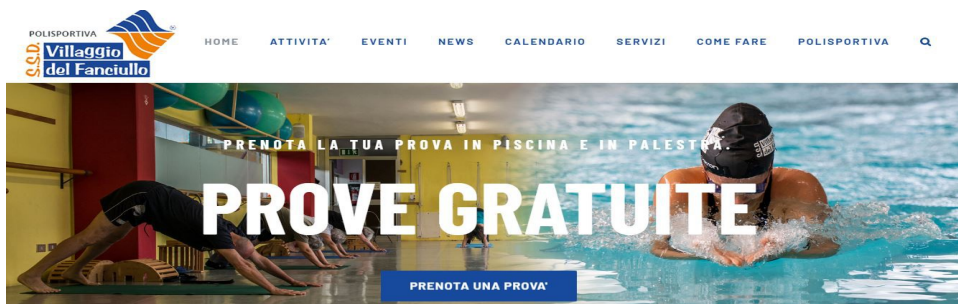 POLISPORTIVA
S.S.D.
Villaggio
del Fanciullo
HOME ATTIVITA' EVENTI NEWS CALENDARIO SERVIZI COME FARE POLISPORTIVA
PRENOTA LA TUA PROVA IN PISCINA E IN PALESTRA.
PROVE GRATUITE
PRENOTA UNA PROVA'